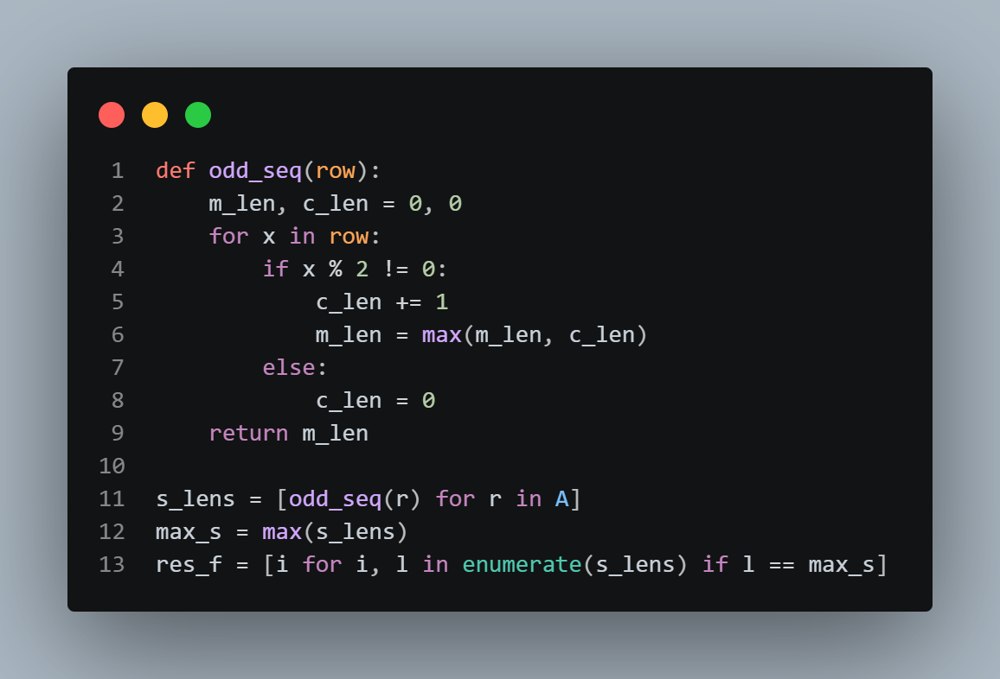 1 def odd_seq(row):
2     m_len, c_len = 0, 0
3     for x in row:
4         if x % 2 != 0:
5             c_len += 1
6             m_len = max(m_len, c_len)
7         else:
8             c_len = 0
9     return m_len
10
11 s_lens = [odd_seq(r) for r in A]
12 max_s = max(s_lens)
13 res_f = [i for i, l in enumerate(s_lens) if l == max_s]